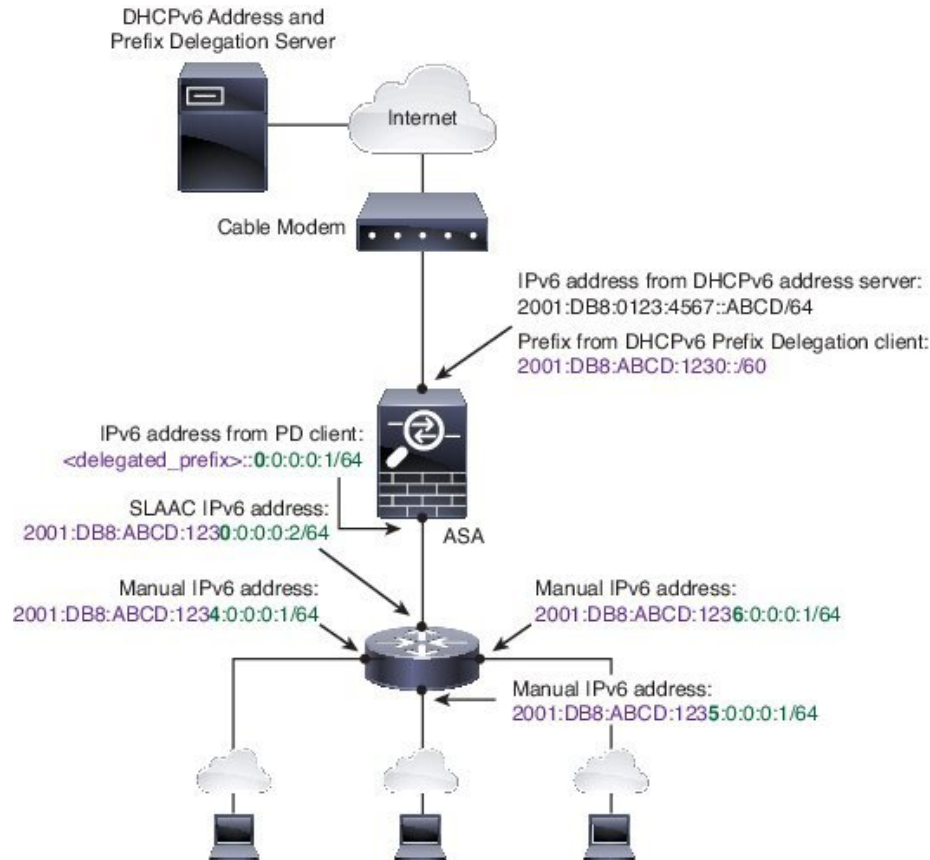 DHCPv6 Address and
Prefix Delegation Server
Internet
Cable Modem
IPv6 address from DHCPv6 address server:
2001:DB8:0123:4567::ABCD/64
Prefix from DHCPv6 Prefix Delegation client:
2001:DB8:ABCD:1230::/60
IPv6 address from PD client:
<delegated_prefix>::0:0:0:0:1/64
SLAAC IPv6 address:
2001:DB8:ABCD:1230:0:0:0:2/64
ASA
Manual IPv6 address:
2001:DB8:ABCD:1234:0:0:0:1/64
Manual IPv6 address:
2001:DB8:ABCD:1236:0:0:0:1/64
Manual IPv6 address:
2001:DB8:ABCD:1235:0:0:0:1/64